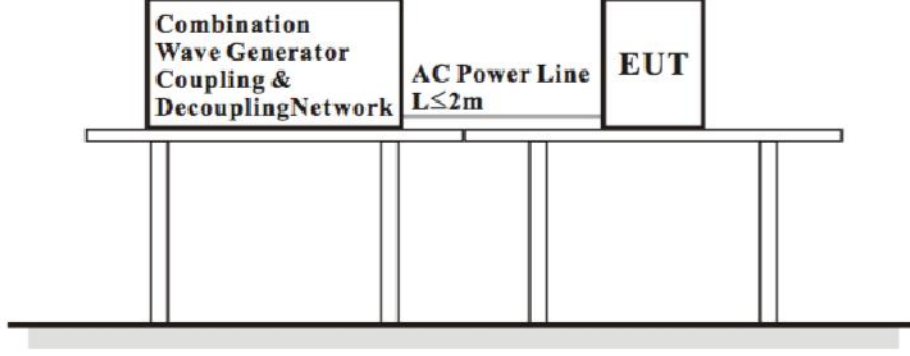 Combination
Wave Generator
Coupling &
DecouplingNetwork
AC Power Line
L≤2m
EUT